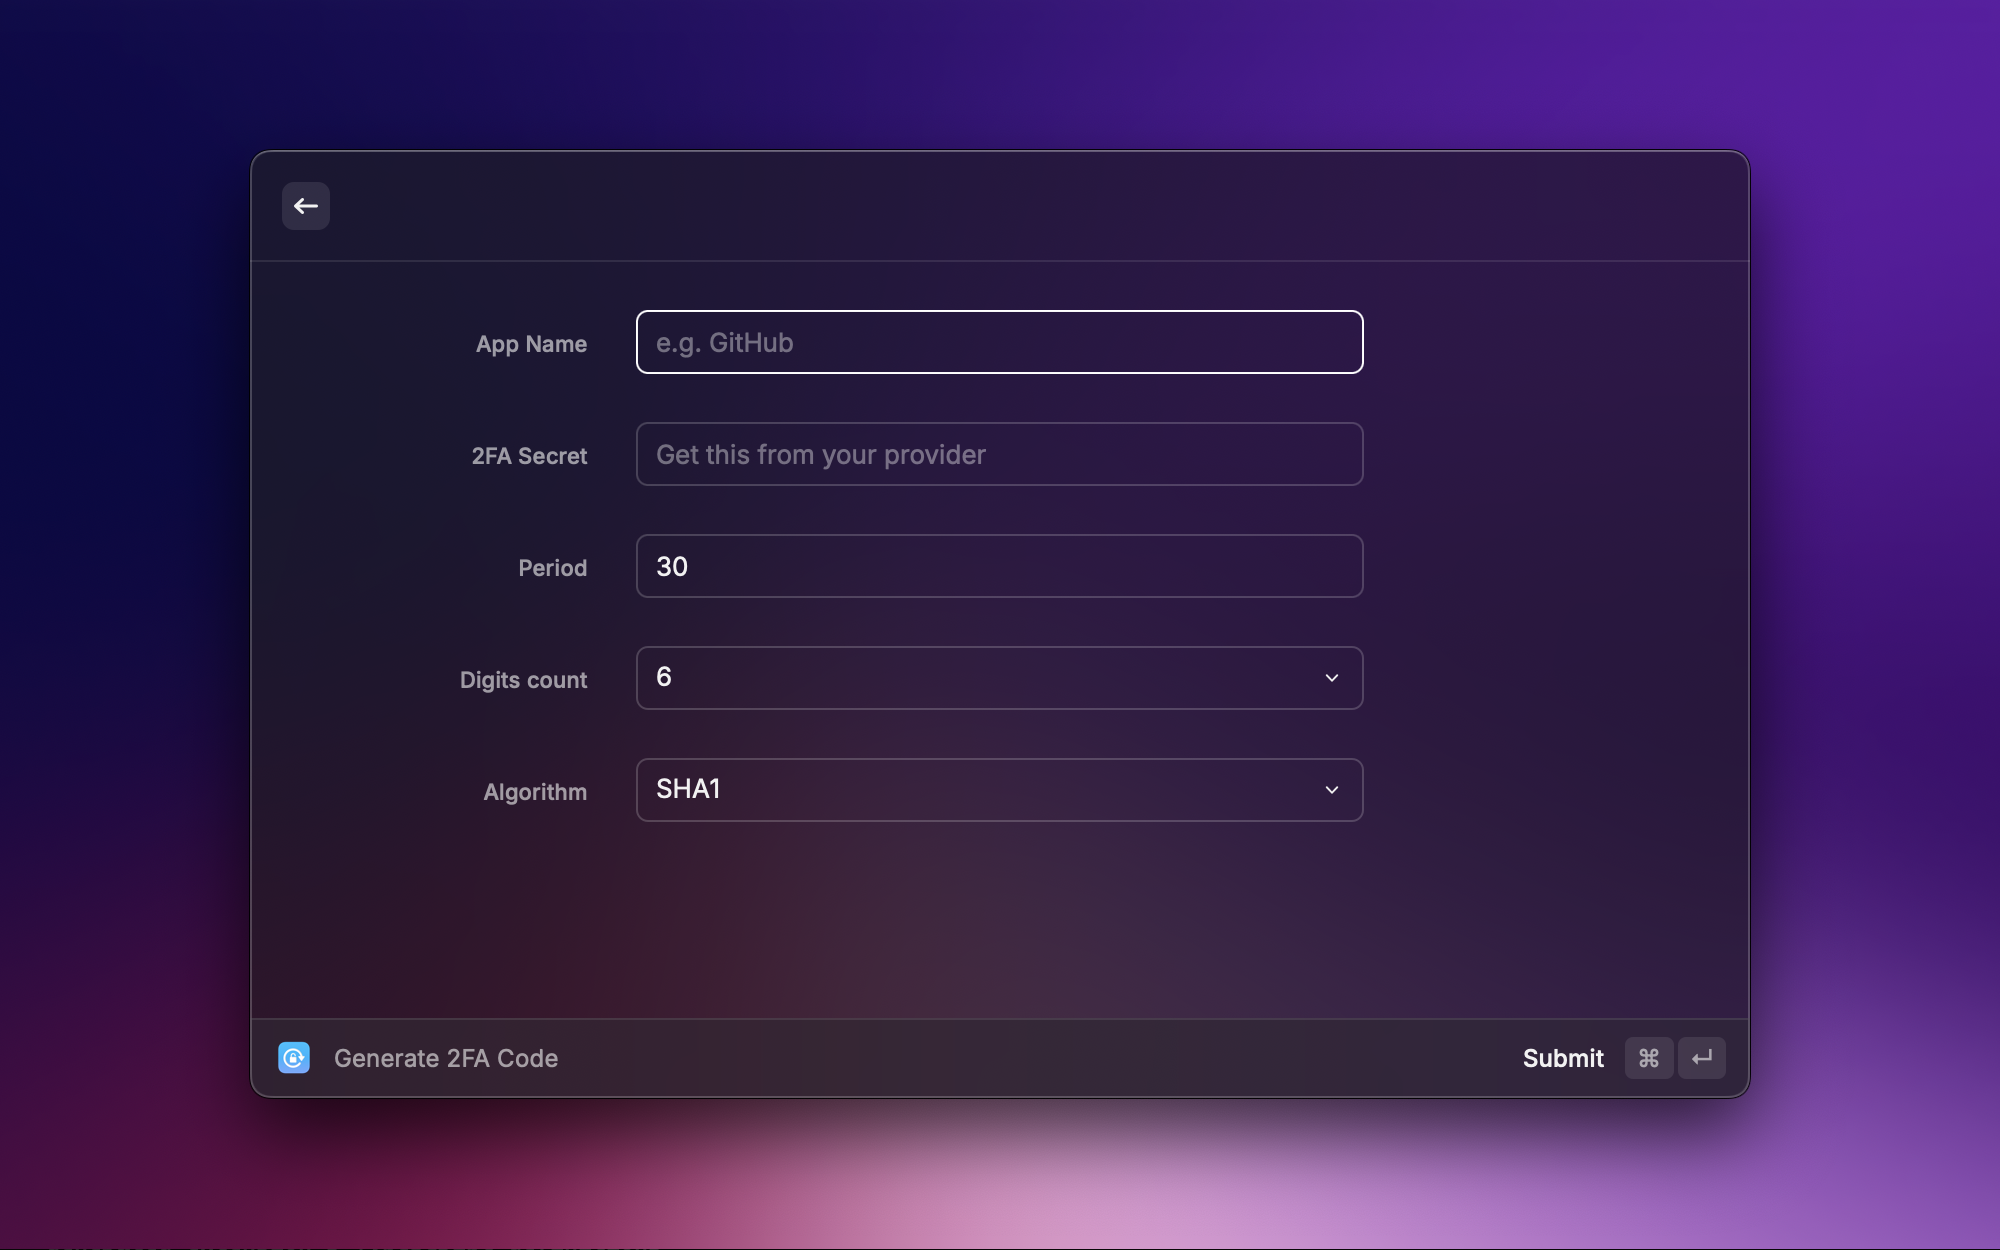 App Name
e.g. GitHub
2FA Secret
Get this from your provider
Period
30
Digits count
6
Algorithm
SHA1
Generate 2FA Code
Submit ⌘ ↵